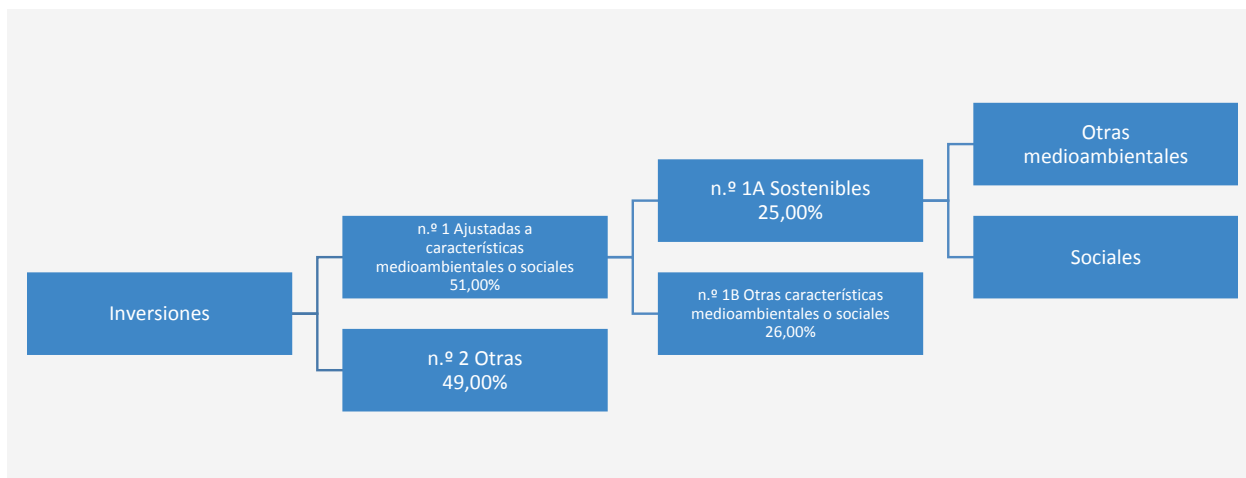 Inversiones
n.º 1 Ajustadas a
características
medioambientales o sociales
51,00%
n.º 2 Otras
49,00%
n.º 1A Sostenibles
25,00%
n.º 1B Otras características
medioambientales o sociales
26,00%
Otras
medioambientales
Sociales